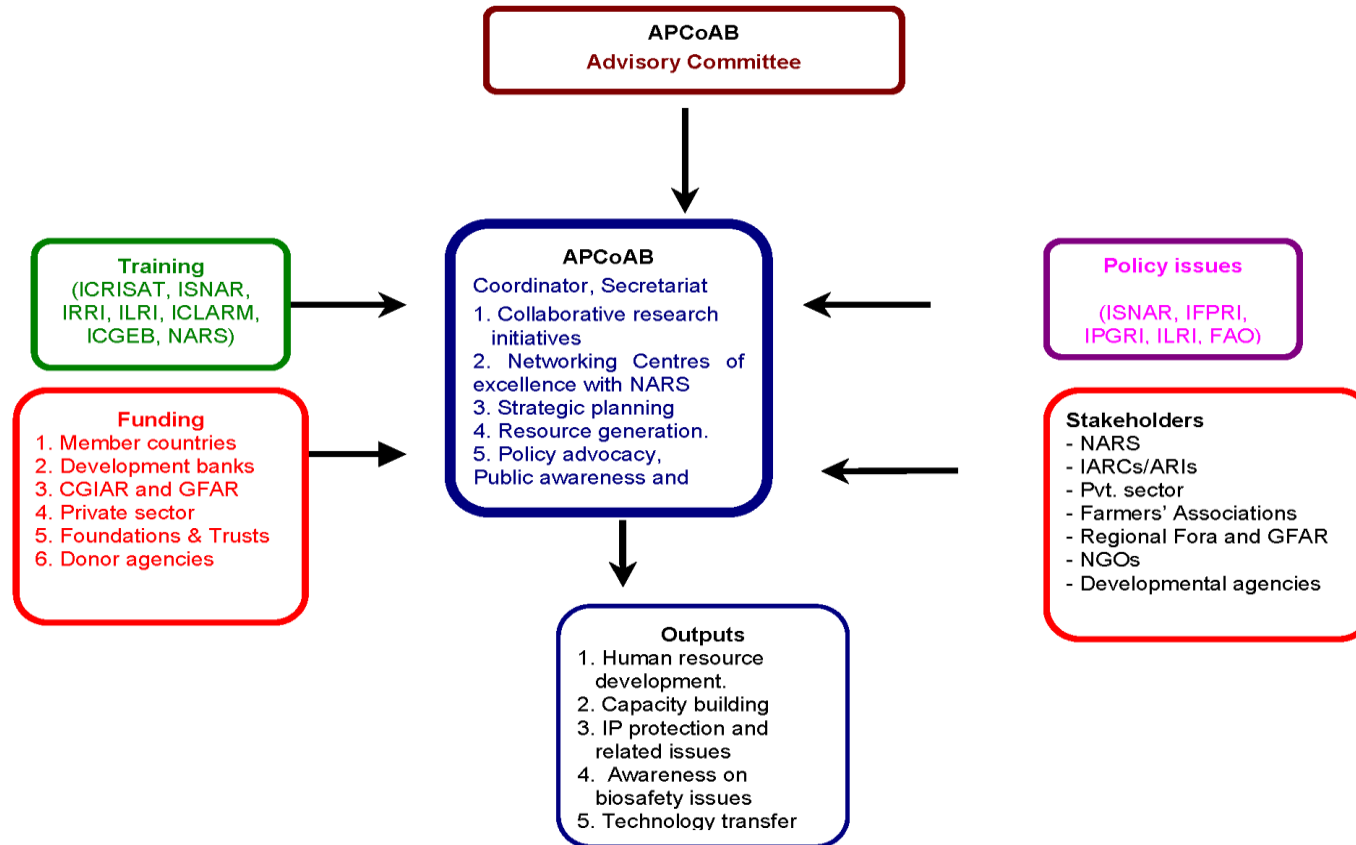 APCoAB
Advisory Committee
Training
(ICRISAT, ISNAR,
IRRI, ILRI, ICLARM,
ICGEB, NARS)
Funding
1. Member countries
2. Development banks
3. CGIAR and GFAR
4. Private sector
5. Foundations & Trusts
6. Donor agencies
APCoAB
Coordinator, Secretariat
1. Collaborative research
initiatives
2. Networking Centres of
excellence with NARS
3. Strategic planning
4. Resource generation.
5. Policy advocacy,
Public awareness and
Policy issues
(ISNAR, IFPRI,
IPGRI, ILRI, FAO)
Stakeholders
- NARS
- IARCs/ARIs
- Pvt. sector
- Farmers' Associations
- Regional Fora and GFAR
- NGOs
- Developmental agencies
Outputs
1. Human resource
development.
2. Capacity building
3. IP protection and
related issues
4. Awareness on
biosafety issues
5. Technology transfer